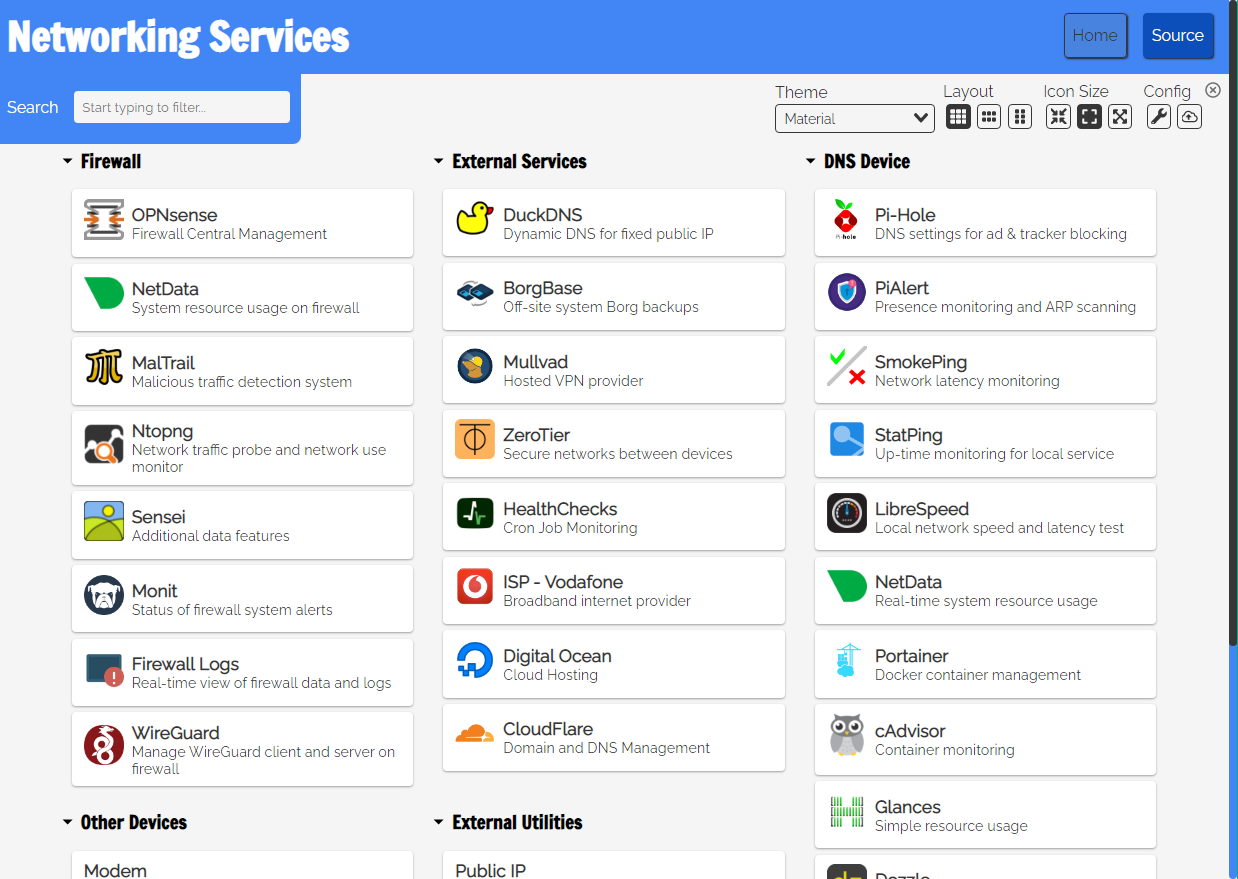 Networking Services
Home
Source
Search
Start typing to filter...
Theme
Material
Layout
Icon Size
Config
Firewall
OPNsense
Firewall Central Management
NetData
System resource usage on firewall
MalTrail
Malicious traffic detection system
Ntopng
Network traffic probe and network use
monitor
Sensei
Additional data features
Monit
Status of firewall system alerts
Firewall Logs
Real-time view of firewall data and logs
WireGuard
Manage WireGuard client and server on
firewall
Other Devices
Modem
External Services
DuckDNS
Dynamic DNS for fixed public IP
BorgBase
Off-site system Borg backups
Mullvad
Hosted VPN provider
ZeroTier
Secure networks between devices
HealthChecks
Cron Job Monitoring
ISP - Vodafone
Broadband internet provider
Digital Ocean
Cloud Hosting
CloudFlare
Domain and DNS Management
External Utilities
Public IP
DNS Device
Pi-hole
Pi-Hole
DNS settings for ad & tracker blocking
PiAlert
Presence monitoring and ARP scanning
SmokePing
Network latency monitoring
StatPing
Up-time monitoring for local service
LibreSpeed
Local network speed and latency test
NetData
Real-time system resource usage
Portainer
Docker container management
cAdvisor
Container monitoring
Glances
Simple resource usage